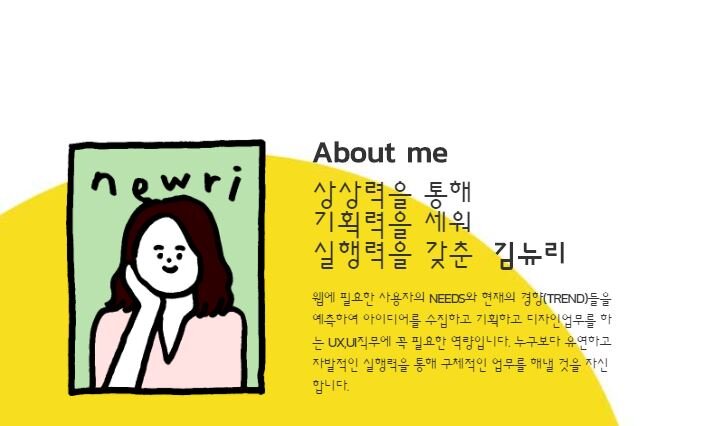 newri
About me
상상력을 통해
기획력을 세워
실행력을 갖춘 김뉴리
웹에 필요한 사용자의 NEEDS와 현재의 경향(TREND)들을
예측하여 아이디어를 수집하고 기획하고 디자인업무를 하
는 UX,UI직무에 꼭 필요한 역량입니다. 누구보다 유연하고
자발적인 실행력을 통해 구체적인 업무를 해낼 것을 자신
합니다.